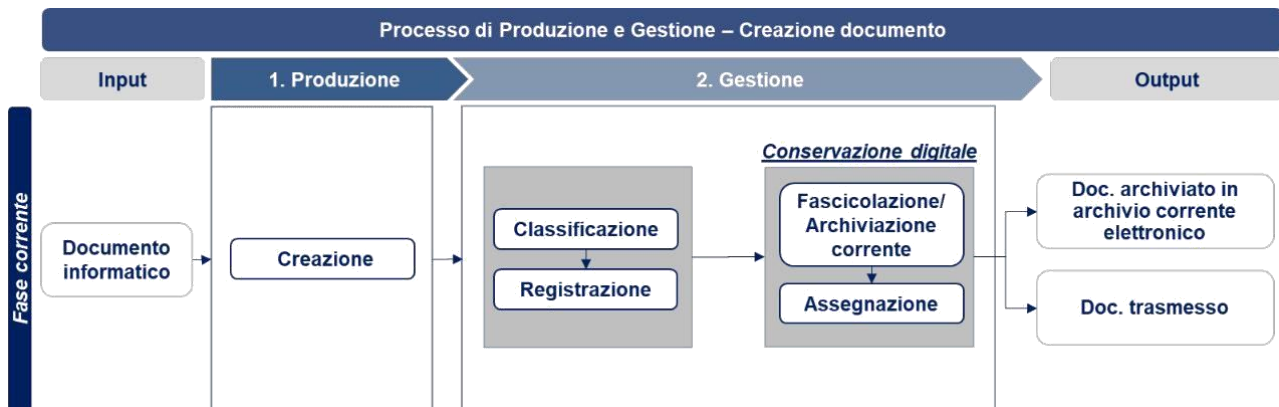 Processo di Produzione e Gestione – Creazione documento
Input
1. Produzione
2. Gestione
Output
Fase corrente
Documento
informatico
Creazione
Classificazione
Registrazione
Conservazione digitale
Fascicolazione/
Archiviazione
corrente
Assegnazione
Doc. archiviato in
archivio corrente
elettronico
Doc. trasmesso